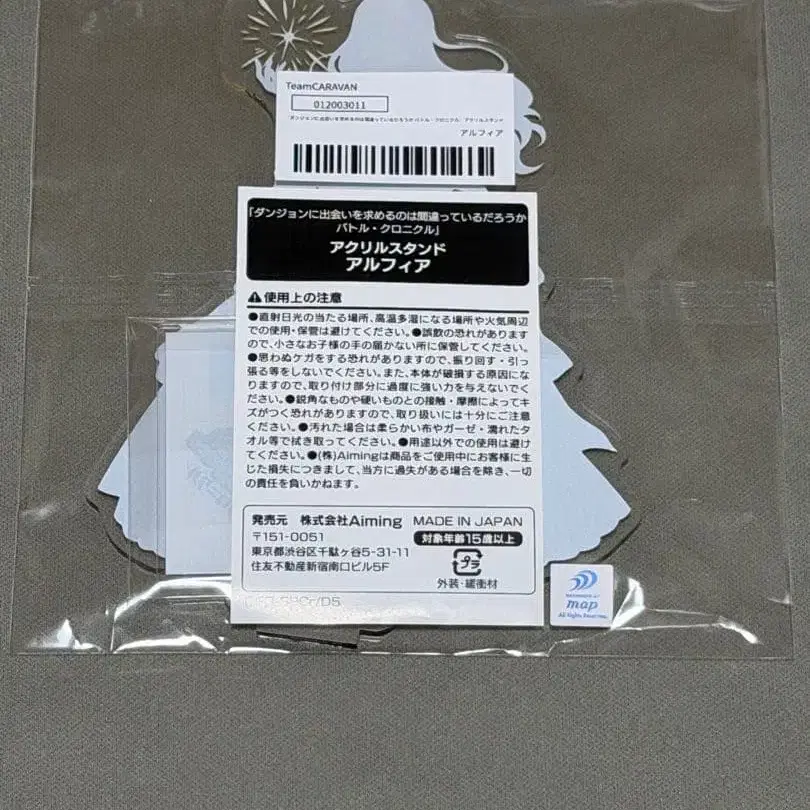 TeamCARAVAN
012003011
ダンジョンに出会いを求めるのは間違っているだろうか バトル・クロニクル アクリルスタンド
アルフィア
「ダンジョンに出会いを求めるのは間違っているだろうか
バトル・クロニクル」
アクリルスタンド
アルフィア
使用上の注意
●直射日光の当たる場所、高温多湿になる場所や火気周辺
での使用・保管は避けてください。●誤飲の恐れがあります
ので、小さなお子様の手の届かない所に保管してください。
●思わぬケガをする恐れがありますので、振り回す・引っ
張る等をしないでください。また、本体が破損する原因にな
りますので、取り付け部分に過度に強い力を与えないでくだ
ください。●鋭角なものや硬いものとの接触・摩擦によってキ
ズがつく恐れがありますので、取り扱いには十分にご注意
ください。●汚れた場合は柔らかい布やガーゼ・濡れたタ
オル等で拭き取ってください。●用途以外での使用は避け
てください。●(株)Aimingは商品をご使用中にお客様に生
じた損失につきまして、当方に過失がある場合を除き、一切
の責任を負いかねます。
発売元 株式会社Aiming MADE IN JAPAN
〒151-0051
対象年齢15歳以上
東京都渋谷区千駄ヶ谷5-31-11
住友不動産新宿南口ビル5F
プラ
外装・緩衝材
map
All Rights Reserved.